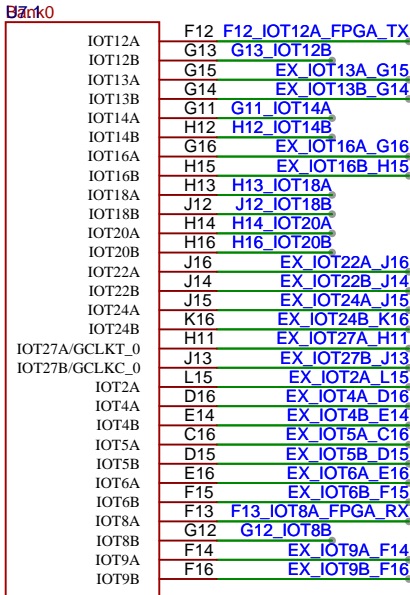 U7.1
Bank0
IOT12A F12 F12_IOT12A_FPGA_TX
IOT12B G13 G13_IOT12B
IOT13A G15 EX_IOT13A_G15
IOT13B G14 EX_IOT13B_G14
IOT14A G11 G11_IOT14A
IOT14B H12 H12_IOT14B
IOT16A G16 EX_IOT16A_G16
IOT16B H15 EX_IOT16B_H15
IOT18A H13 H13_IOT18A
IOT18B J12 J12_IOT18B
IOT20A H14 H14_IOT20A
IOT20B H16 H16_IOT20B
IOT22A J16 EX_IOT22A_J16
IOT22B J14 EX_IOT22B_J14
IOT24A J15 EX_IOT24A_J15
IOT24B K16 EX_IOT24B_K16
IOT27A/GCLKT_0 H11 EX_IOT27A_H11
IOT27B/GCLKC_0 J13 EX_IOT27B_J13
IOT2A L15 EX_IOT2A_L15
IOT4A D16 EX_IOT4A_D16
IOT4B E14 EX_IOT4B_E14
IOT5A C16 EX_IOT5A_C16
IOT5B D15 EX_IOT5B_D15
IOT6A E16 EX_IOT6A_E16
IOT6B F15 EX_IOT6B_F15
IOT8A F13 F13_IOT8A_FPGA_RX
IOT8B G12 G12_IOT8B
IOT9A F14 EX_IOT9A_F14
IOT9B F16 EX_IOT9B_F16